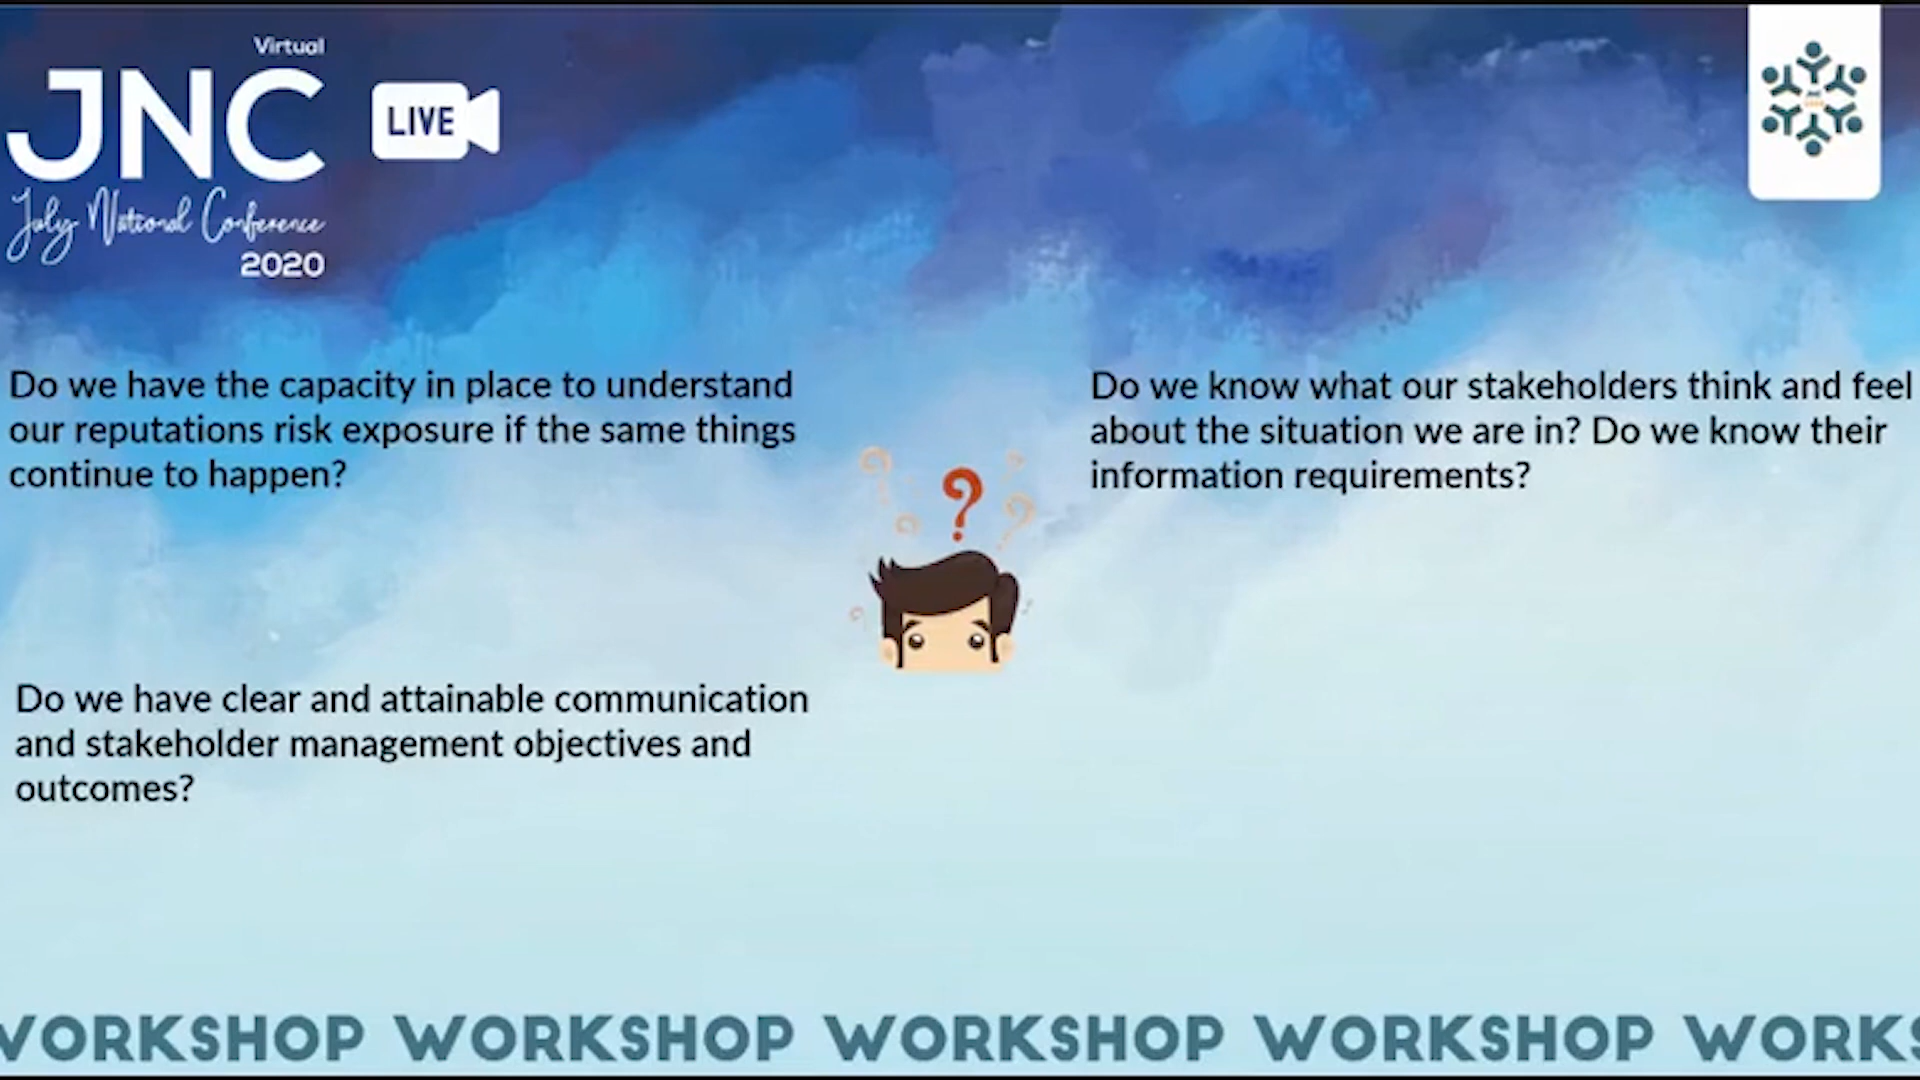 Virtual
JNC
LIVE
July National Conference
2020
Do we have the capacity in place to understand
our reputations risk exposure if the same things
continue to happen?
Do we know what our stakeholders think and feel
about the situation we are in? Do we know their
information requirements?
?
Do we have clear and attainable communication
and stakeholder management objectives and
outcomes?
WORKSHOP WORKSHOP WORKSHOP WORKSHOP WORKS